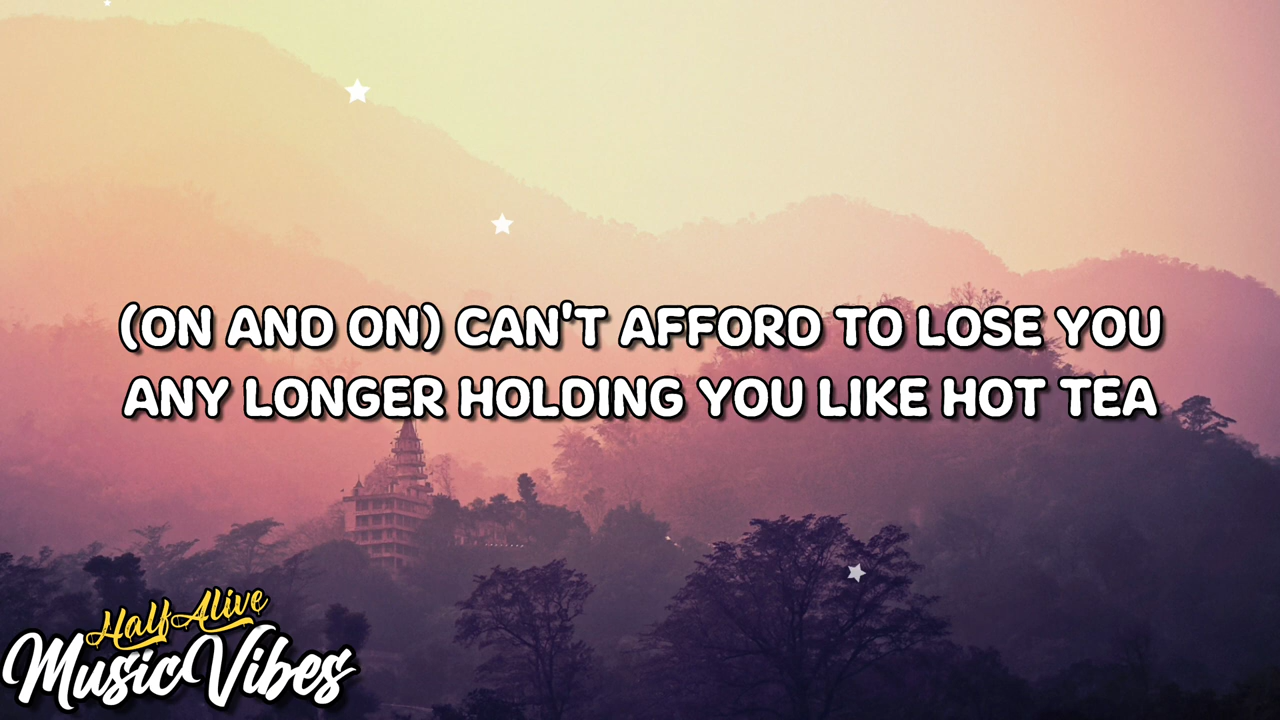 (ON AND ON) CAN'T AFFORD TO LOSE YOU
ANY LONGER HOLDING YOU LIKE HOT TEA
Half Alive
Music Vibes